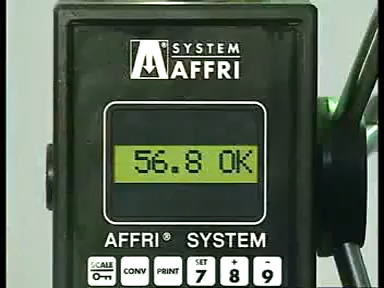 SYSTEM
AFFRI
56.8 OK
AFFRI® SYSTEM
SCALE CONV PRINT SET 7 + 8 - 9